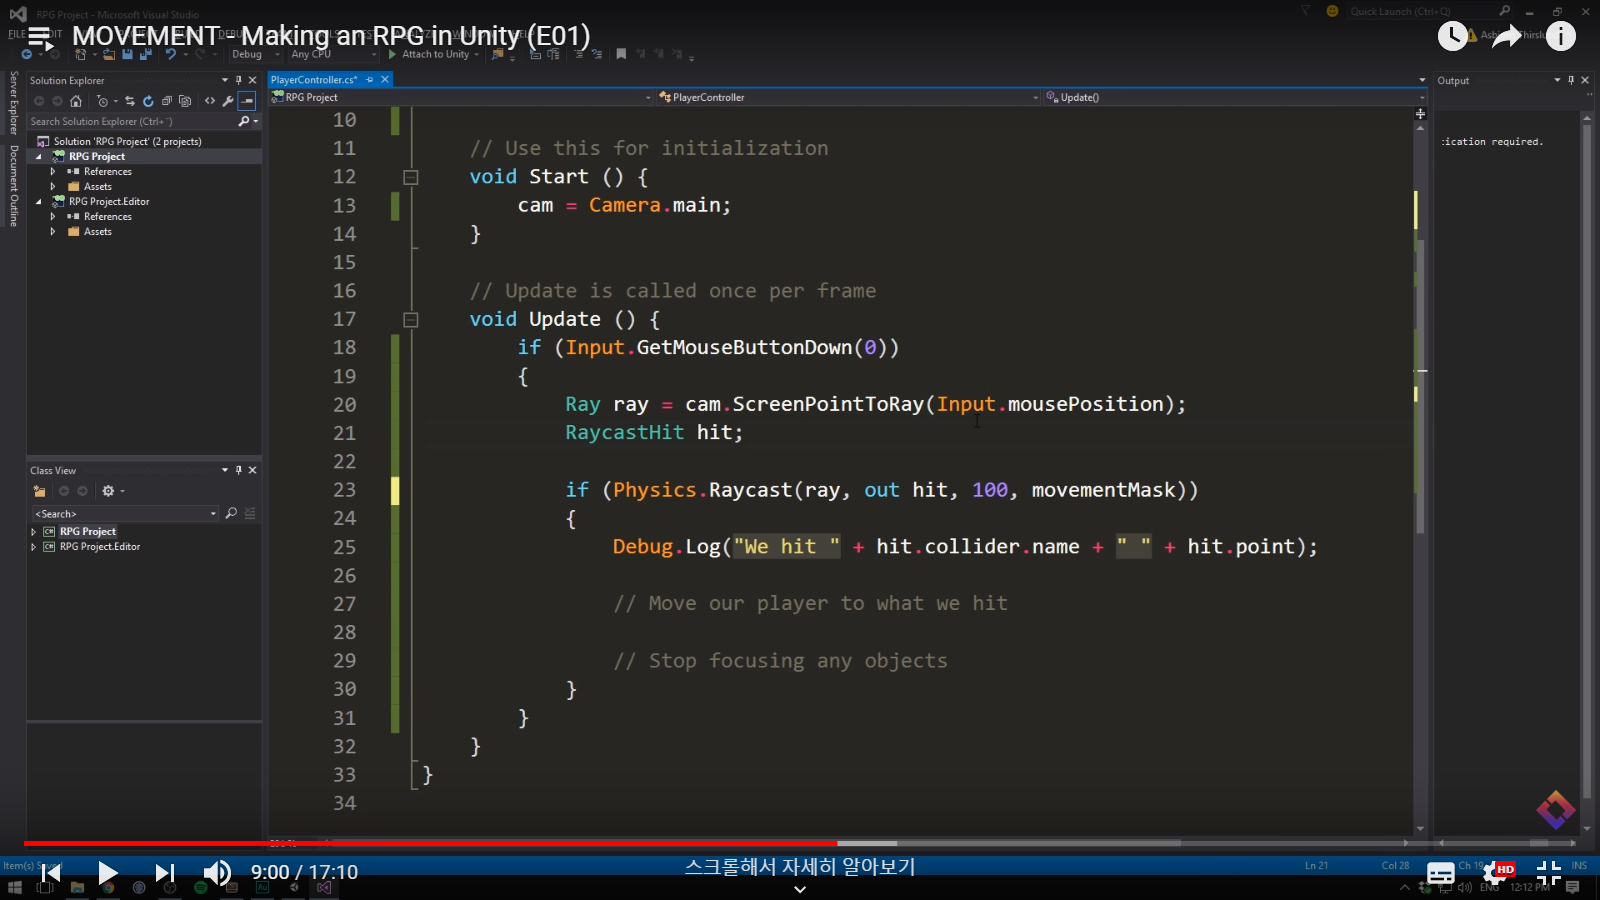 RPG Project - Microsoft Visual Studio
Quick Launch (Ctrl+Q)
MOVEMENT - Making an RPG in Unity (E01)
FILE
EDIT
Debug
Any CPU
Attach to Unity
Server Explorer
Document Outline
Solution Explorer
Search Solution Explorer (Ctrl+¨)
Solution 'RPG Project' (2 projects)
RPG Project
References
Assets
RPG Project.Editor
References
Assets
Class View
<Search>
RPG Project
RPG Project.Editor
PlayerController.cs*
RPG Project
PlayerController
Update()
10
11 // Use this for initialization
12 void Start () {
13 cam = Camera.main;
14 }
15
16 // Update is called once per frame
17 void Update () {
18 if (Input.GetMouseButtonDown(0))
19 {
20 Ray ray = cam.ScreenPointToRay(Input.mousePosition);
21 RaycastHit hit;
22
23 if (Physics.Raycast(ray, out hit, 100, movementMask))
24 {
25 Debug.Log("We hit " + hit.collider.name + " " + hit.point);
26
27 // Move our player to what we hit
28
29 // Stop focusing any objects
30 }
31 }
32 }
33 }
34
Output
:ication required.
Item(s)
9:00 / 17:10
스크롤해서 자세히 알아보기
Ln 21
Col 28
Ch 19
INS
HD
ENG
12:12 PM